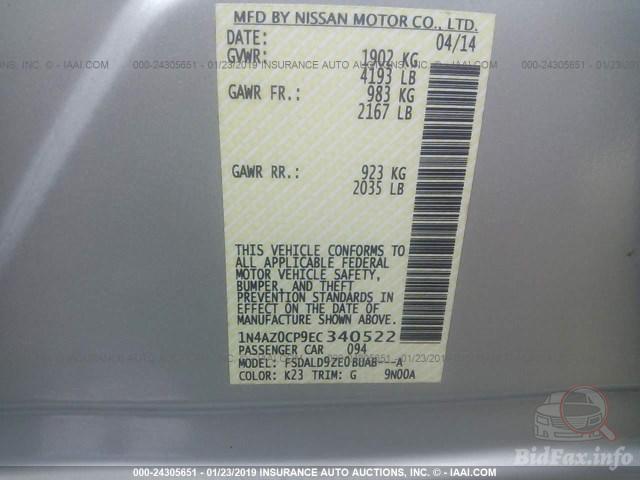 MFD BY NISSAN MOTOR CO., LTD.
DATE: 04/14
GVWR: 1902 KG
4193 LB
GAWR FR.: 983 KG
2167 LB
GAWR RR.: 923 KG
2035 LB
THIS VEHICLE CONFORMS TO
ALL APPLICABLE FEDERAL
MOTOR VEHICLE SAFETY,
BUMPER, AND THEFT
PREVENTION STANDARDS IN
EFFECT ON THE DATE OF
MANUFACTURE SHOWN ABOVE.
1N4AZ0CP9EC340522
PASSENGER CAR 094
MODEL: FSDALD9ZE08UAB---A
COLOR: K23 TRIM: G 9N00A
000-24305651 - 01/23/2019 INSURANCE AUTO AUCTIONS, INC. - ©IAAI.COM
BidFax.info